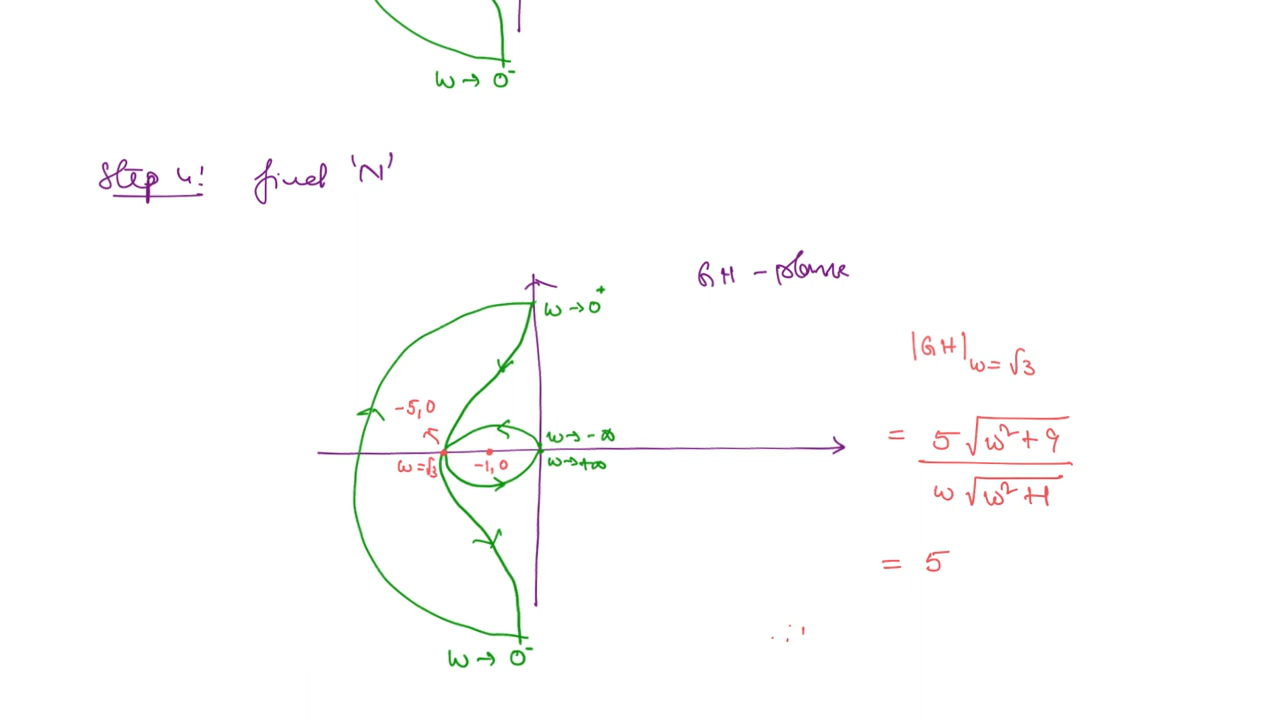 ω → 0⁻
Step 4: find 'N'
GH - plane
ω → 0⁺
|GH|ω=√3
-5,0
= 5√ω²+9
ω→-∞
ω=√3 -1,0 ω→+∞
ω√ω²+1
= 5
∴
ω → 0⁻